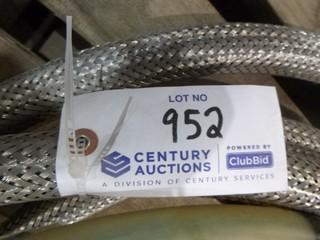 LOT NO
952
CENTURY AUCTIONS
POWERED BY
ClubBid
A DIVISION OF CENTURY SERVICES